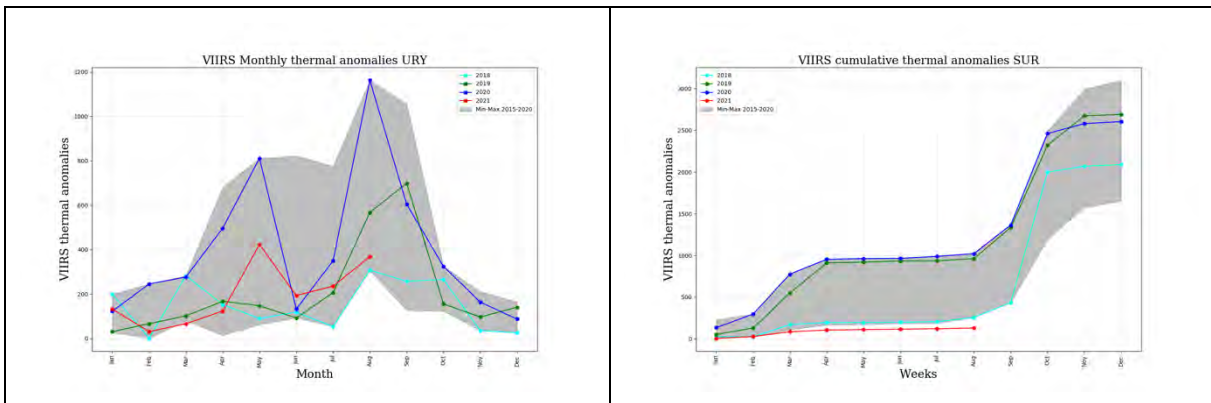 VIIRS Monthly thermal anomalies URY
1200
1000
800
600
400
200
0
VIIRS thermal anomalies
2018
2019
2020
2021
Min-Max 2015-2020
Jan
Feb
Mar
Apr
May
Jun
Jul
Aug
Sep
Oct
Nov
Dec
Month
VIIRS cumulative thermal anomalies SUR
3000
2500
2000
1500
1000
500
0
VIIRS thermal anomalies
2018
2019
2020
2021
Min-Max 2015-2020
Jan
Feb
Mar
Apr
May
Jun
Jul
Aug
Sep
Oct
Nov
Dec
Weeks